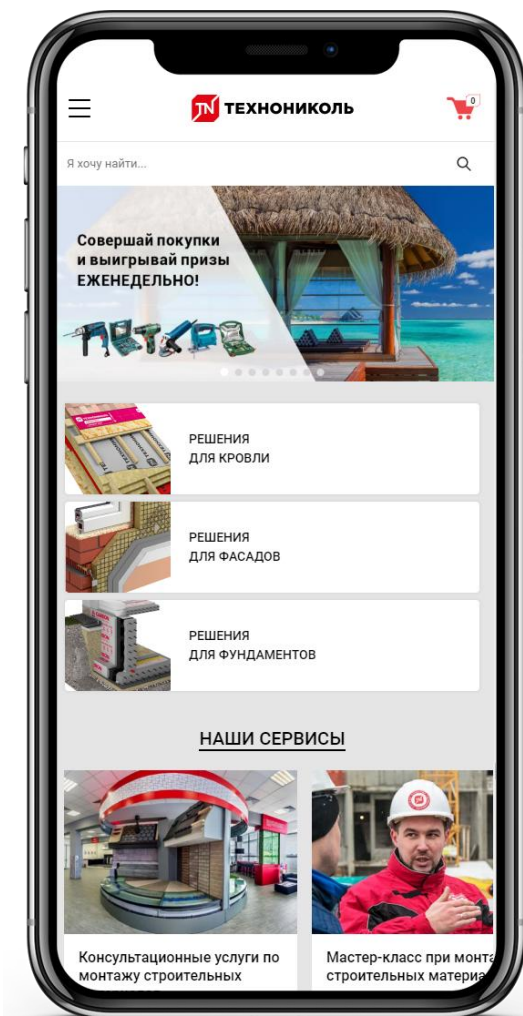 ТЕХНОНИКОЛЬ
0
Я хочу найти...
Совершай покупки
и выигрывай призы
ЕЖЕНЕДЕЛЬНО!
РЕШЕНИЯ
ДЛЯ КРОВЛИ
РЕШЕНИЯ
ДЛЯ ФАСАДОВ
РЕШЕНИЯ
ДЛЯ ФУНДАМЕНТОВ
НАШИ СЕРВИСЫ
Консультационные услуги по
монтажу строительных
Мастер-класс при монта
строительных материа